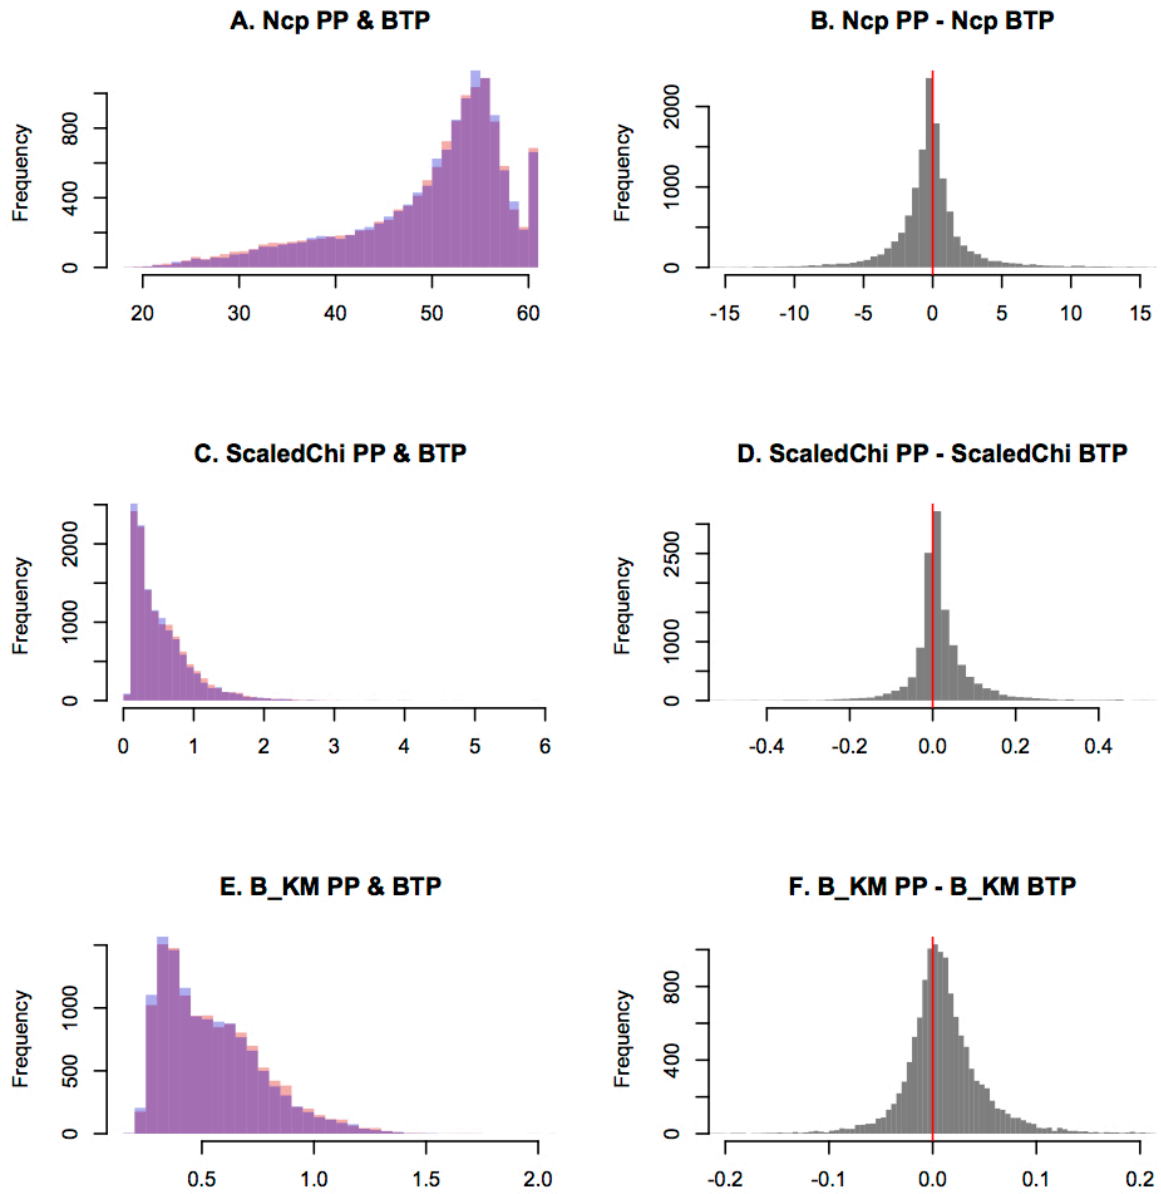 A. Ncp PP & BTP
Frequency
0 400 800
20 30 40 50 60
B. Ncp PP - Ncp BTP
Frequency
0 1000 2000
-15 -10 -5 0 5 10 15
C. ScaledChi PP & BTP
Frequency
0 1000 2000
0 1 2 3 4 5 6
D. ScaledChi PP - ScaledChi BTP
Frequency
0 1000 2500
-0.4 -0.2 0.0 0.2 0.4
E. B_KM PP & BTP
Frequency
0 500 1000
0.5 1.0 1.5 2.0
F. B_KM PP - B_KM BTP
Frequency
0 400 800
-0.2 -0.1 0.0 0.1 0.2